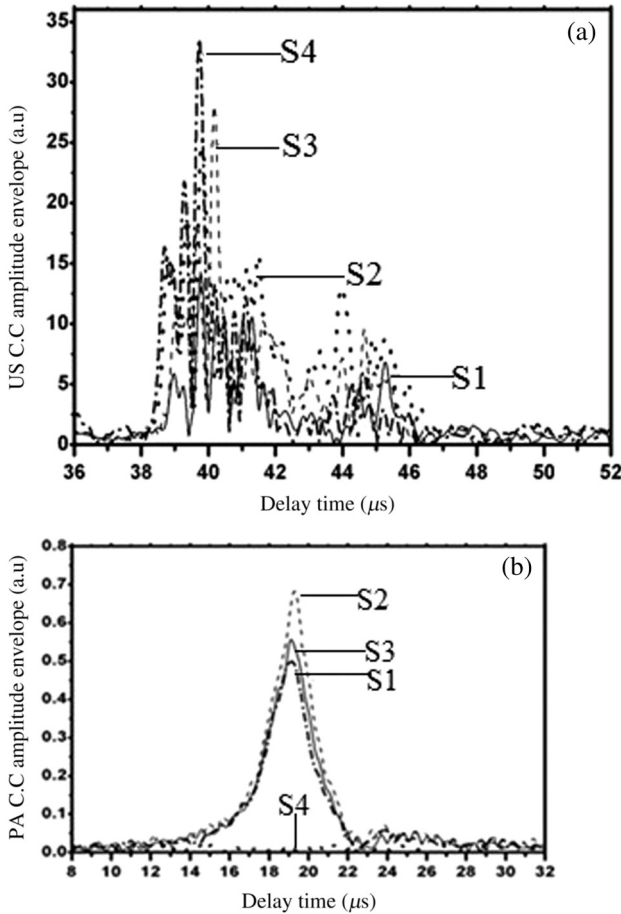 (a)
US C.C amplitude envelope (a.u)
35
30
25
20
15
10
5
0
S4
S3
S2
S1
36 38 40 42 44 46 48 50 52
Delay time (μs)
(b)
PA C.C amplitude envelope (a.u)
0.8
0.7
0.6
0.5
0.4
0.3
0.2
0.1
0.0
S2
S3
S1
S4
8 10 12 14 16 18 20 22 24 26 28 30 32
Delay time (μs)